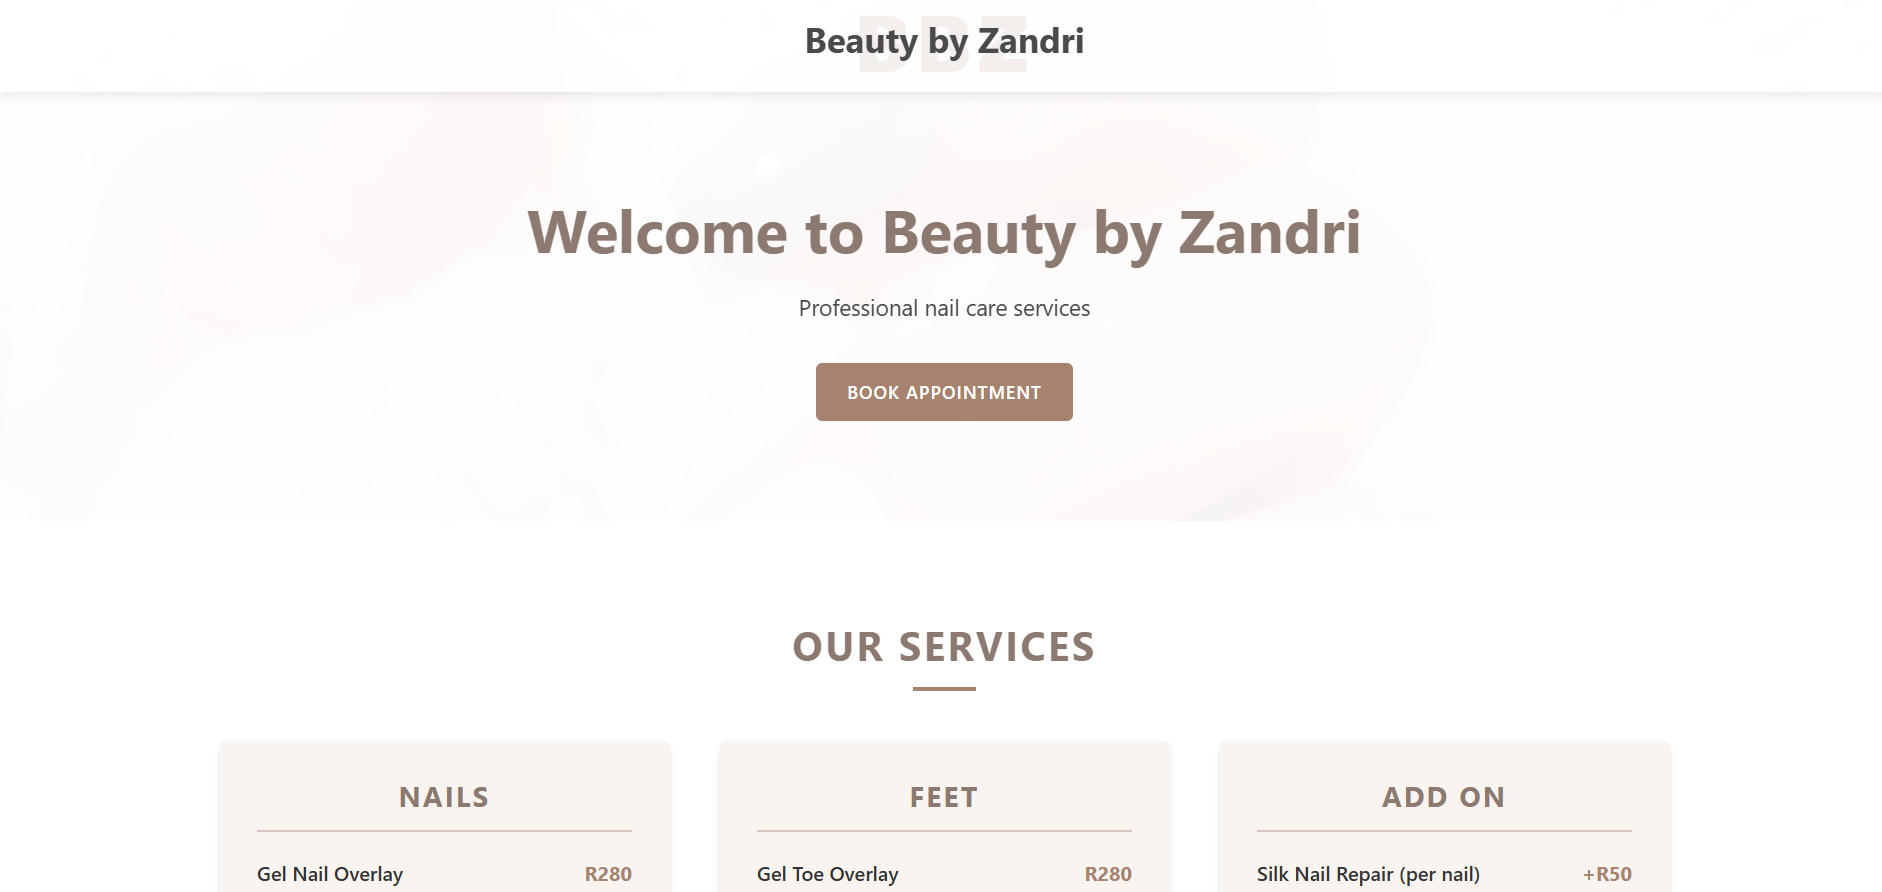 BBZ
Beauty by Zandri
Welcome to Beauty by Zandri
Professional nail care services
BOOK APPOINTMENT
OUR SERVICES
NAILS
Gel Nail Overlay R280
FEET
Gel Toe Overlay R280
ADD ON
Silk Nail Repair (per nail) +R50